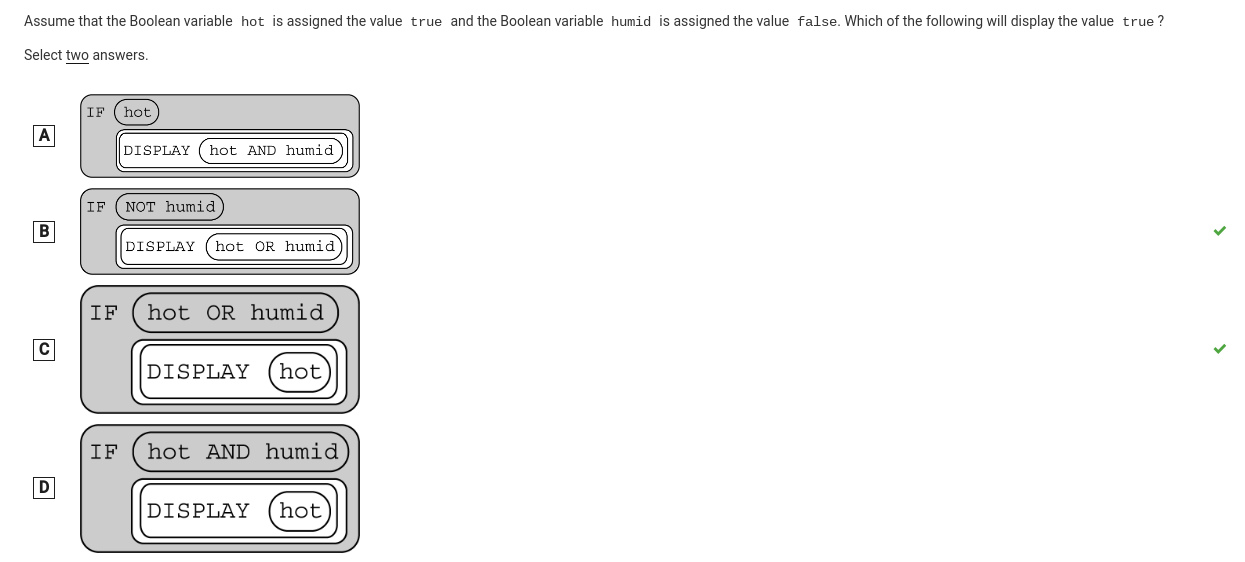 Assume that the Boolean variable hot is assigned the value true and the Boolean variable humid is assigned the value false. Which of the following will display the value true ?
Select two answers.
A
IF hot
DISPLAY hot AND humid
B
IF NOT humid
DISPLAY hot OR humid
C
IF hot OR humid
DISPLAY hot
D
IF hot AND humid
DISPLAY hot